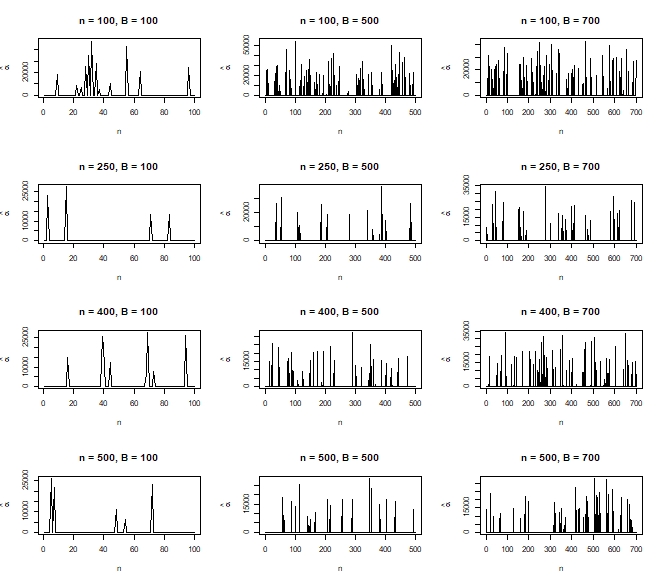 n = 100, B = 100
n = 100, B = 500
n = 100, B = 700
0 20000
0 20000 50000
0 20000
0 20 40 60 80 100
0 100 200 300 400 500
0 100 200 300 400 500 600 700
n
n
n
n = 250, B = 100
n = 250, B = 500
n = 250, B = 700
0 10000 25000
0 15000
0 15000 35000
0 20 40 60 80 100
0 100 200 300 400 500
0 100 200 300 400 500 600 700
n
n
n
n = 400, B = 100
n = 400, B = 500
n = 400, B = 700
0 10000 25000
0 15000
0 15000 35000
0 20 40 60 80 100
0 100 200 300 400 500
0 100 200 300 400 500 600 700
n
n
n
n = 500, B = 100
n = 500, B = 500
n = 500, B = 700
0 10000 25000
0 15000
0 15000
0 20 40 60 80 100
0 100 200 300 400 500
0 100 200 300 400 500 600 700
n
n
n